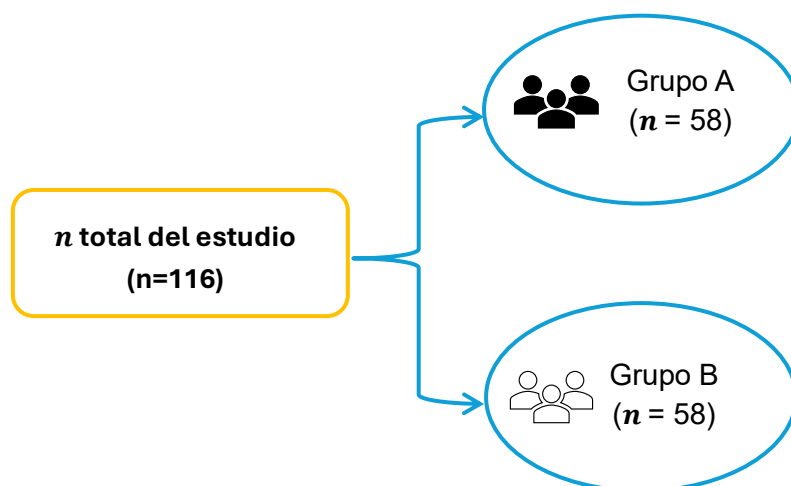 Grupo A
(n = 58)
n total del estudio
(n=116)
Grupo B
(n = 58)